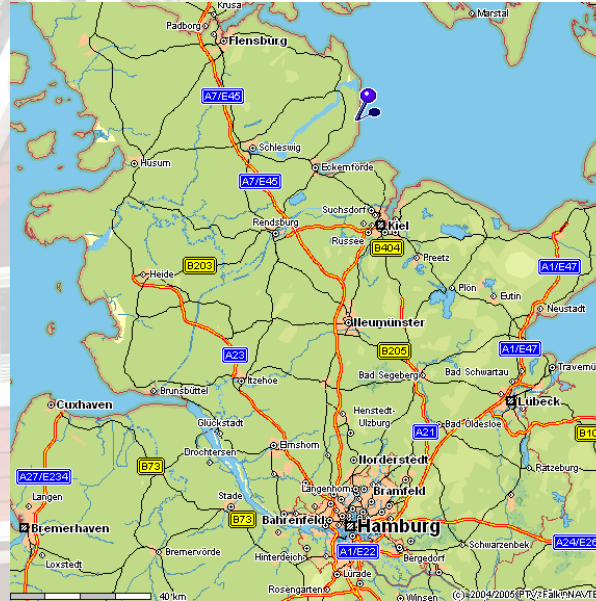 Krusa
Marstal
Padborg
Flensburg
A7/E45
Schleswig
Husum
Eckernförde
A7/E45
Suchsdorf
Kiel
Rendsburg
Russee
B404
Preetz
B203
Heide
A1/E47
Plön
Eutin
Neustadt
Neumünster
A23
B205
A1/E47
Bad Segeberg
Bad Schwartau
Travemü
Itzehoe
Brunsbüttel
Cuxhaven
Lübeck
Glückstadt
Henstedt-
Ulzburg
A21
Bad Oldesloe
B10
Elmshorn
Drochtersen
Norderstedt
B73
Ratzeburg
A27/E234
Langenhorn
Bramfeld
Langen
Stade
B73
Bahrenfeld
Hamburg
Bremerhaven
A24/E26
Schwarzenbek
Bremervörde
A1/E22
Hinterdeich
Bergedorf
Loxstedt
Lürade
Rosengarten
Winsen
40 km
(c) 2004/2005 PTV, Falk, NAVTE